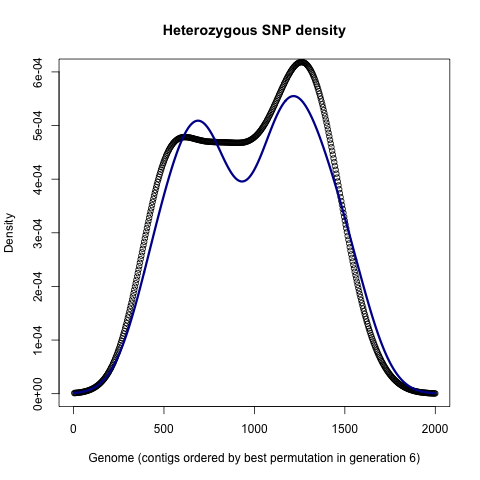 Heterozygous SNP density
Density
6e-04
5e-04
4e-04
3e-04
2e-04
1e-04
0e+00
0 500 1000 1500 2000
Genome (contigs ordered by best permutation in generation 6)